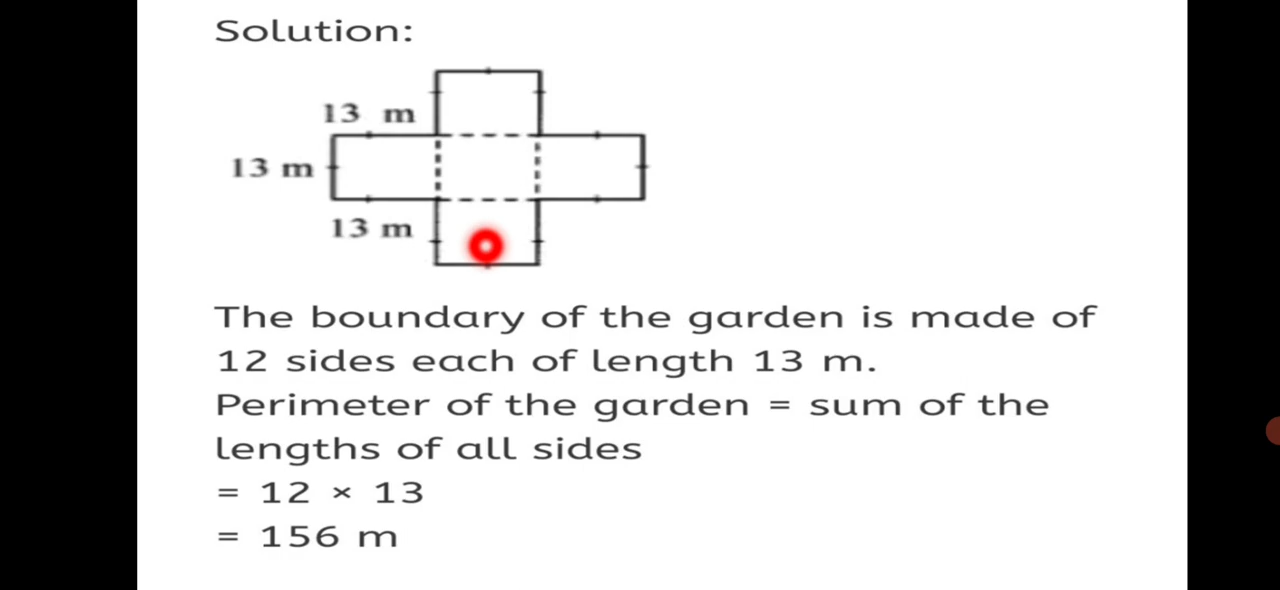 Solution:
13 m
13 m
13 m
The boundary of the garden is made of
12 sides each of length 13 m.
Perimeter of the garden = sum of the
lengths of all sides
= 12 × 13
= 156 m